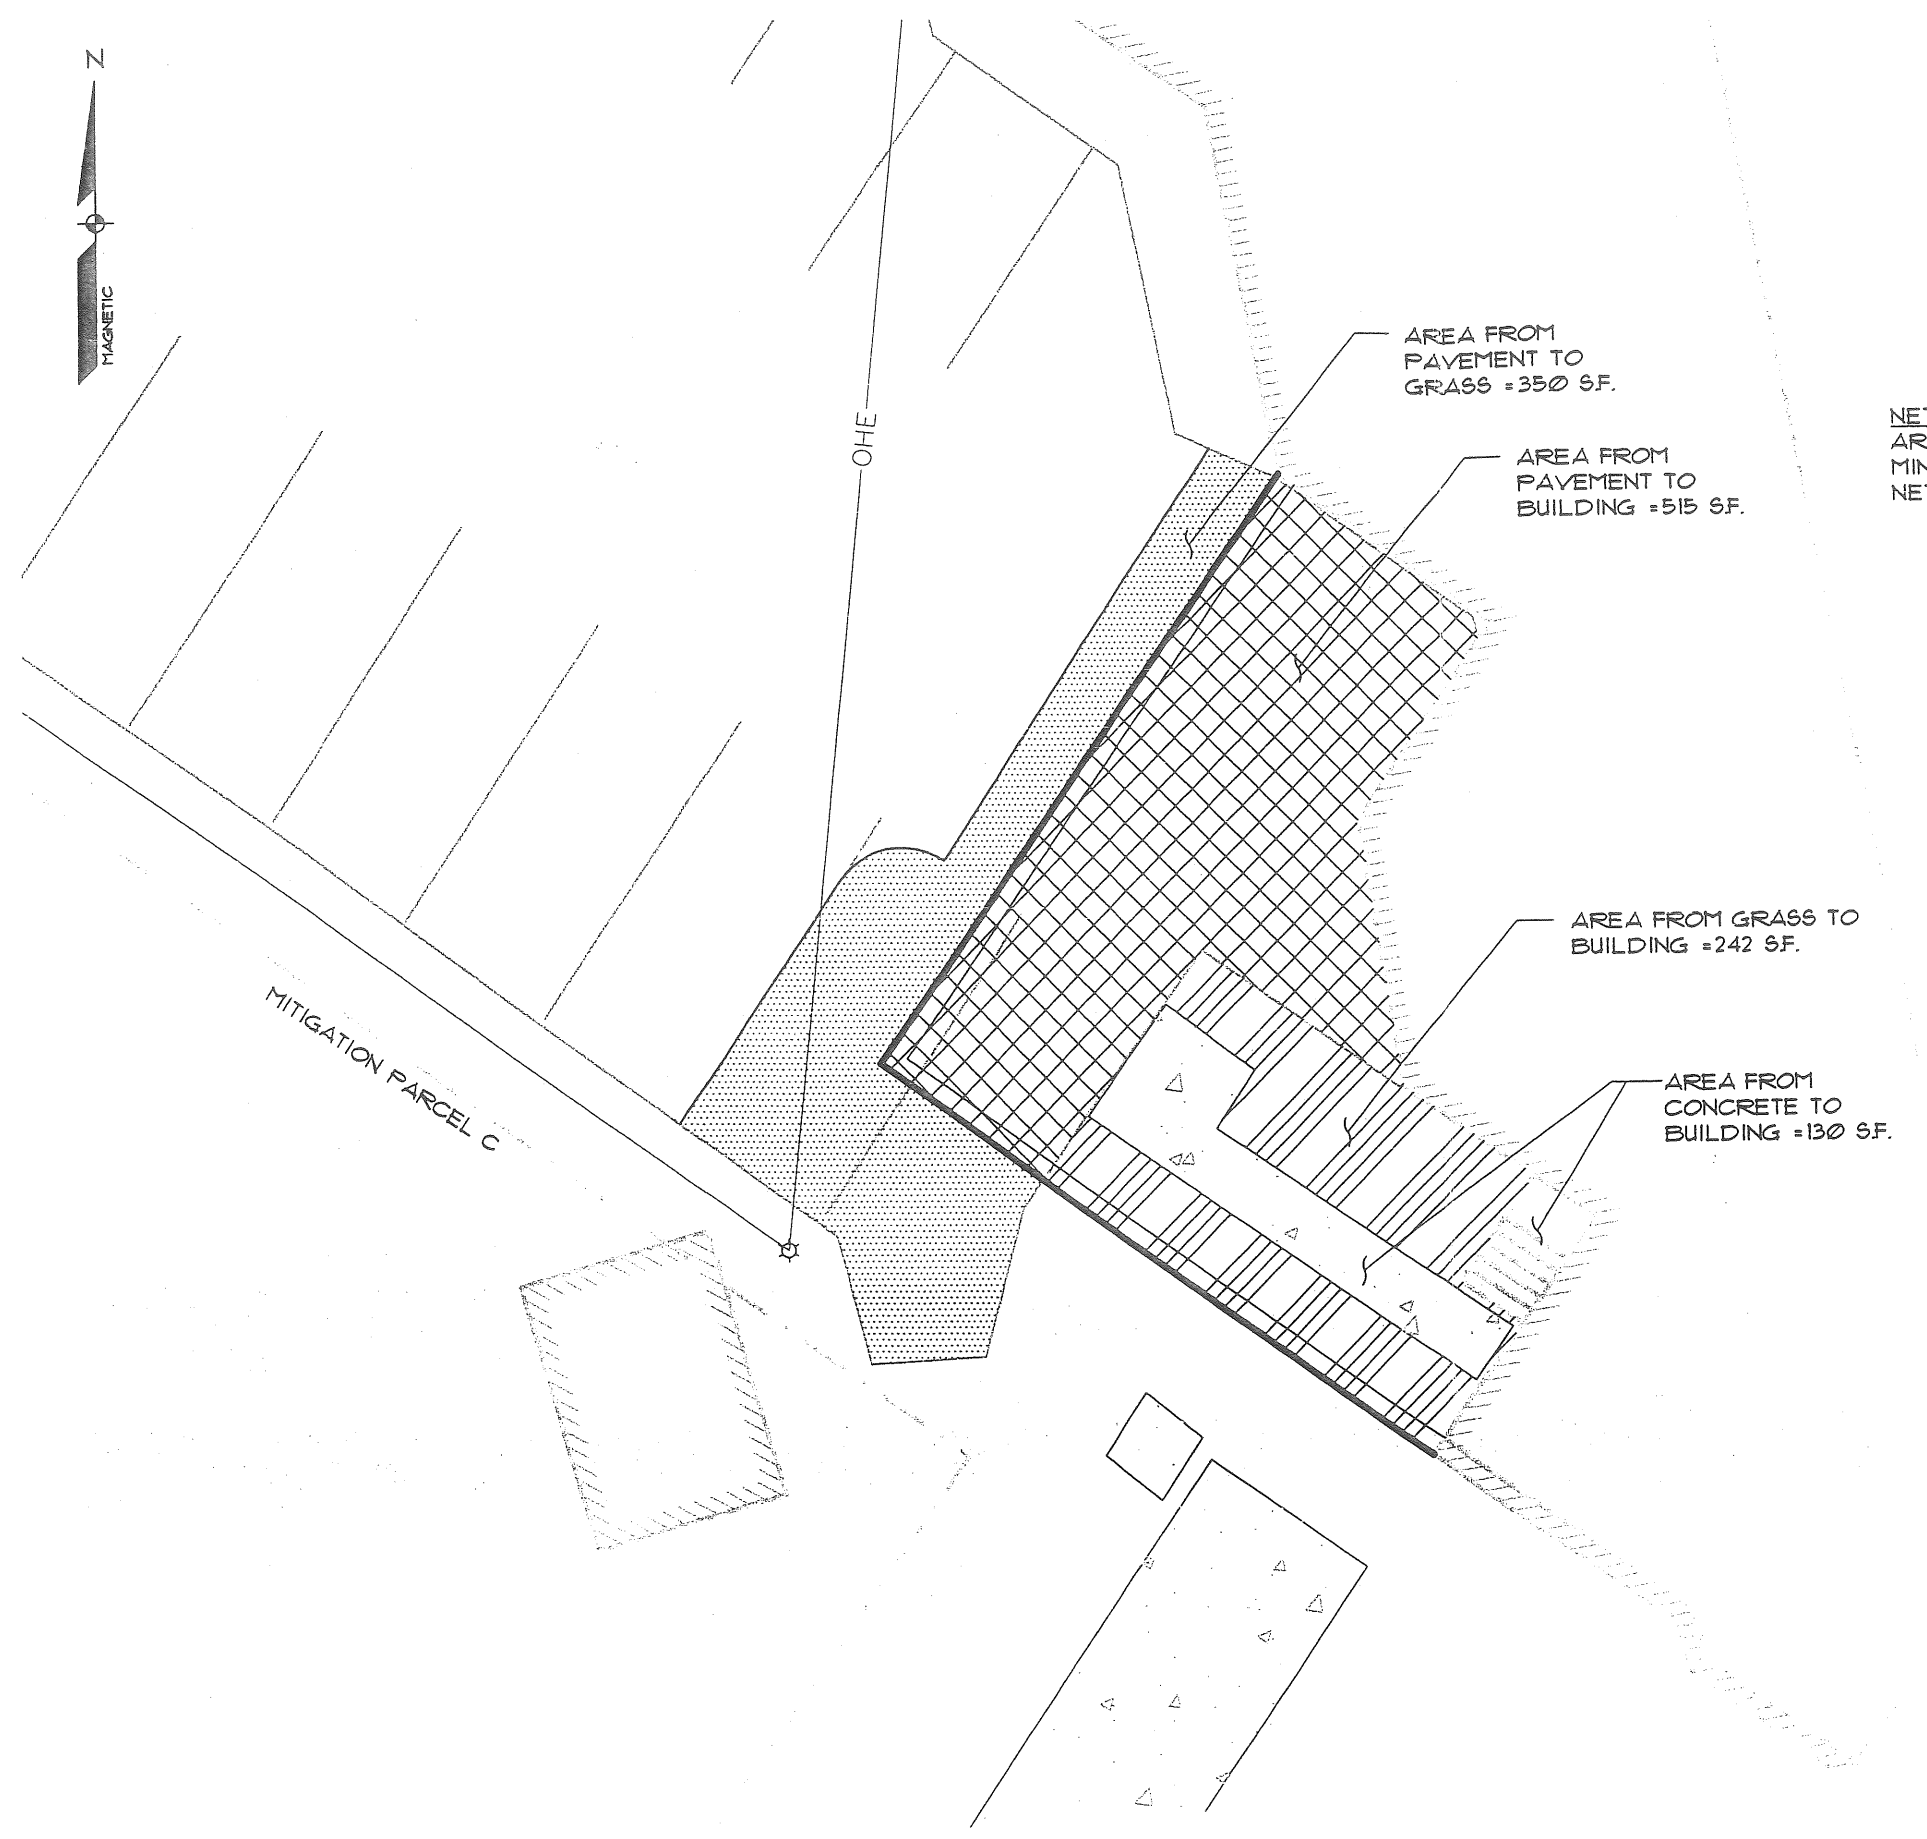 N
MAGNETIC
OHE
AREA FROM
PAVEMENT TO
GRASS =350 S.F.
AREA FROM
PAVEMENT TO
BUILDING =515 S.F.
AREA FROM GRASS TO
BUILDING =242 S.F.
AREA FROM
CONCRETE TO
BUILDING =130 S.F.
MITIGATION PARCEL C